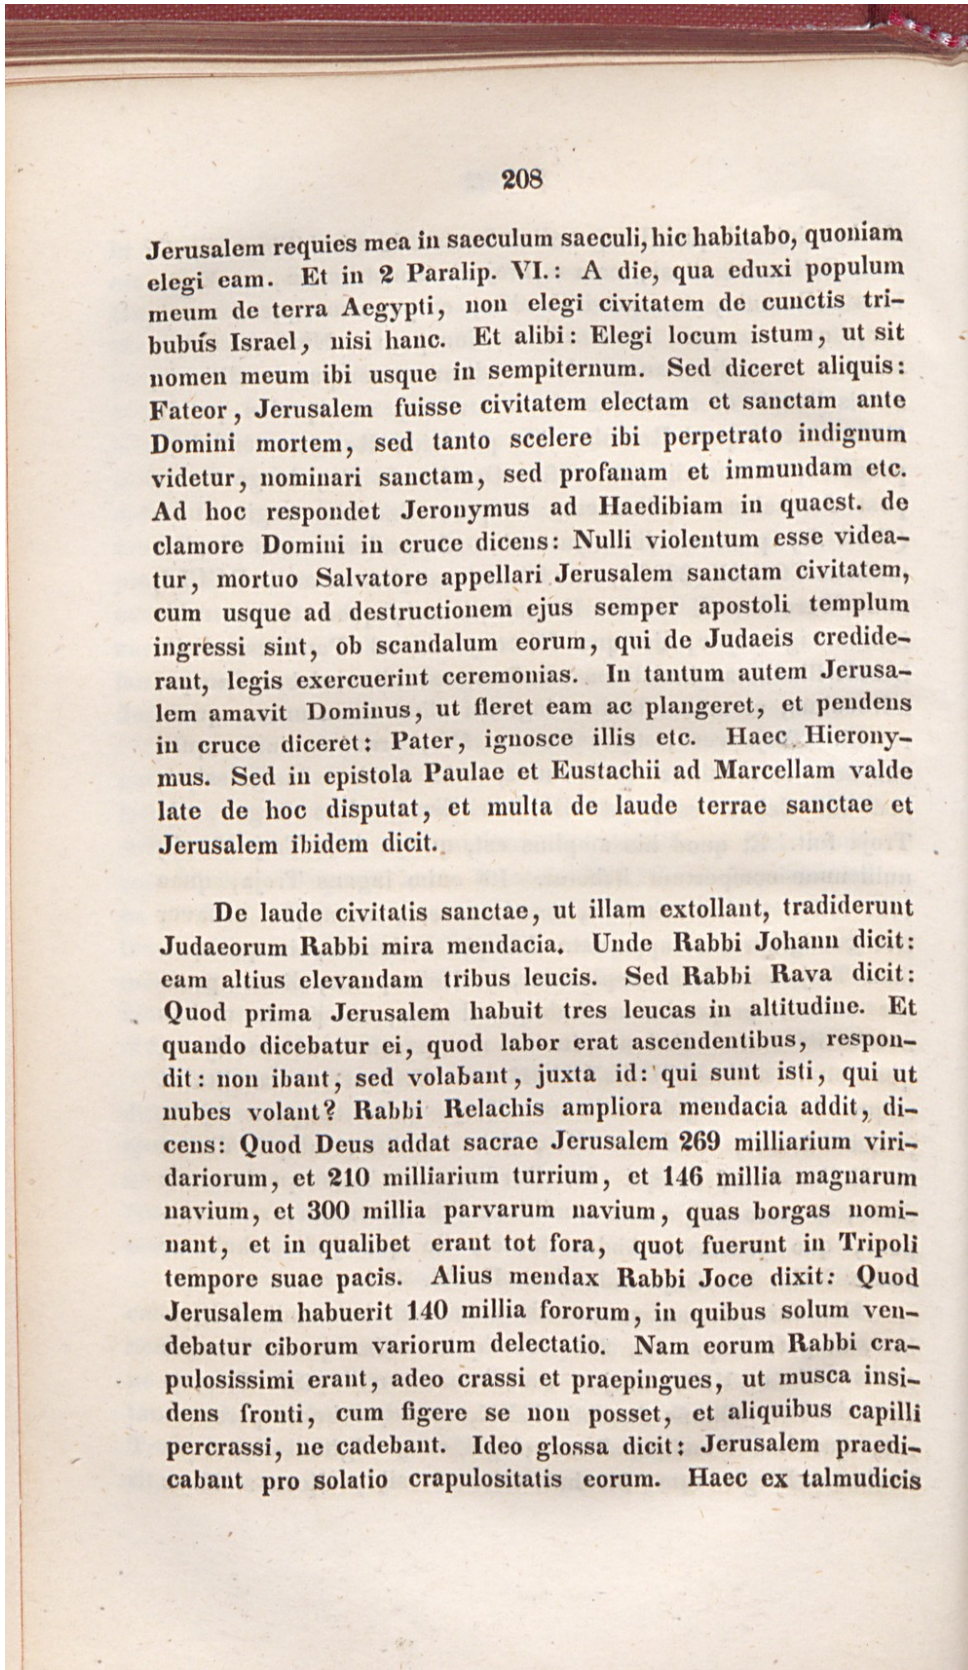 208
Jerusalem requies mea in saeculum saeculi, hic habitabo, quoniam
elegi eam. Et in 2 Paralip. VI.: A die, qua eduxi populum
meum de terra Aegypti, non elegi civitatem de cunctis tri-
bubus Israel, nisi hanc. Et alibi: Elegi locum istum, ut sit
nomen meum ibi usque in sempiternum. Sed diceret aliquis:
Fateor, Jerusalem fuisse civitatem electam et sanctam ante
Domini mortem, sed tanto scelere ibi perpetrato indignum
videtur, nominari sanctam, sed profanam et immundam etc.
Ad hoc respondet Jeronymus ad Haedibiam in quaest. de
clamore Domini in cruce dicens: Nulli violentum esse videa-
tur, mortuo Salvatore appellari Jerusalem sanctam civitatem,
cum usque ad destructionem ejus semper apostoli templum
ingressi sint, ob scandalum eorum, qui de Judaeis credide-
rant, legis exercuerint ceremonias. In tantum autem Jerusa-
lem amavit Dominus, ut fleret eam ac plangeret, et pendens
in cruce diceret: Pater, ignosce illis etc. Haec Hierony-
mus. Sed in epistola Paulae et Eustachii ad Marcellam valde
late de hoc disputat, et multa de laude terrae sanctae et
Jerusalem ibidem dicit.
De laude civitatis sanctae, ut illam extollant, tradiderunt
Judaeorum Rabbi mira mendacia. Unde Rabbi Johann dicit:
eam altius elevandam tribus leucis. Sed Rabbi Rava dicit:
Quod prima Jerusalem habuit tres leucas in altitudine. Et
quando dicebatur ei, quod labor erat ascendentibus, respon-
dit: non ibant, sed volabant, juxta id: qui sunt isti, qui ut
nubes volant? Rabbi Relachis ampliora mendacia addit, di-
cens: Quod Deus addat sacrae Jerusalem 269 milliarium viri-
dariorum, et 210 milliarium turrium, et 146 millia magnarum
navium, et 300 millia parvarum navium, quas borgas nomi-
nant, et in qualibet erant tot fora, quot fuerunt in Tripoli
tempore suae pacis. Alius mendax Rabbi Joce dixit: Quod
Jerusalem habuerit 140 millia fororum, in quibus solum ven-
debatur ciborum variorum delectatio. Nam eorum Rabbi cra-
pulosissimi erant, adeo crassi et praepingues, ut musca insi-
dens fronti, cum figere se non posset, et aliquibus capilli
percrassi, ne cadebant. Ideo glossa dicit: Jerusalem praedi-
cabant pro solatio crapulositatis eorum. Haec ex talmudicis